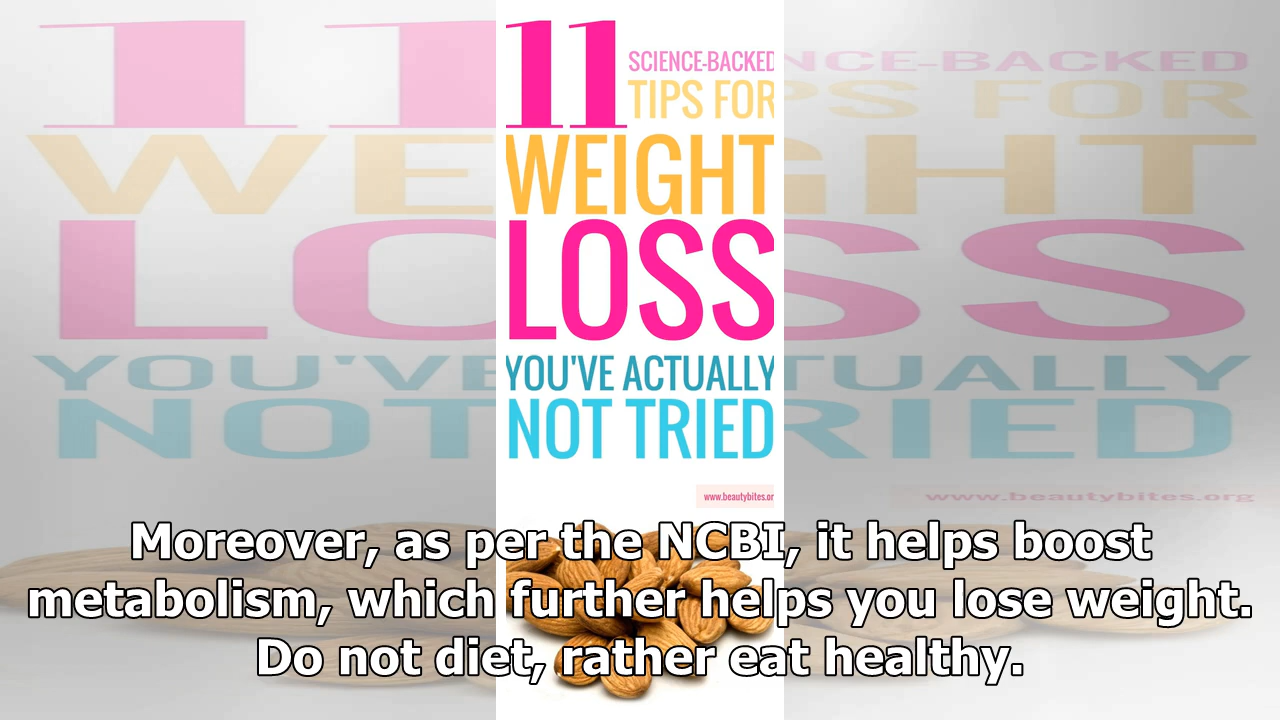 11
SCIENCE-BACKED
TIPS FOR
WEIGHT
LOSS
YOU'VE ACTUALLY
NOT TRIED
www.beautybites.org
Moreover, as per the NCBI, it helps boost
metabolism, which further helps you lose weight.
Do not diet, rather eat healthy.